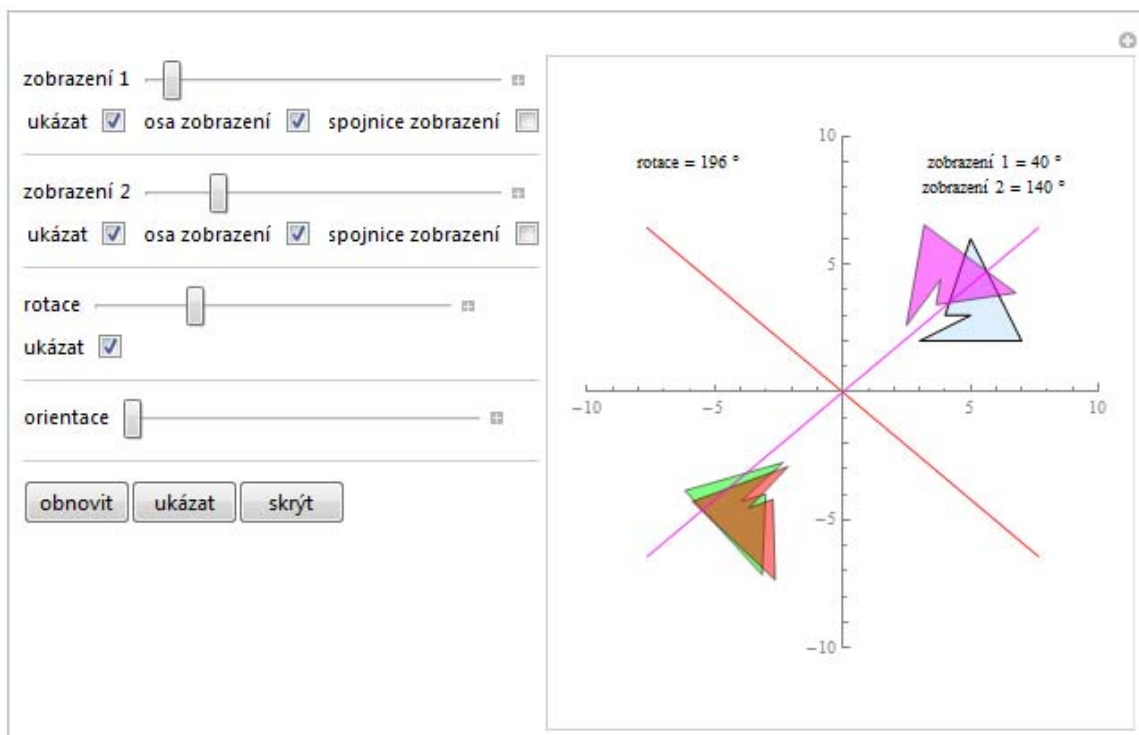 zobrazení 1
ukázat osa zobrazení spojnice zobrazení
zobrazení 2
ukázat osa zobrazení spojnice zobrazení
rotace
ukázat
orientace
obnovit ukázat skrýt
rotace = 196 °
zobrazení 1 = 40 °
zobrazení 2 = 140 °
10
5
−10 −5 5 10
−5
−10